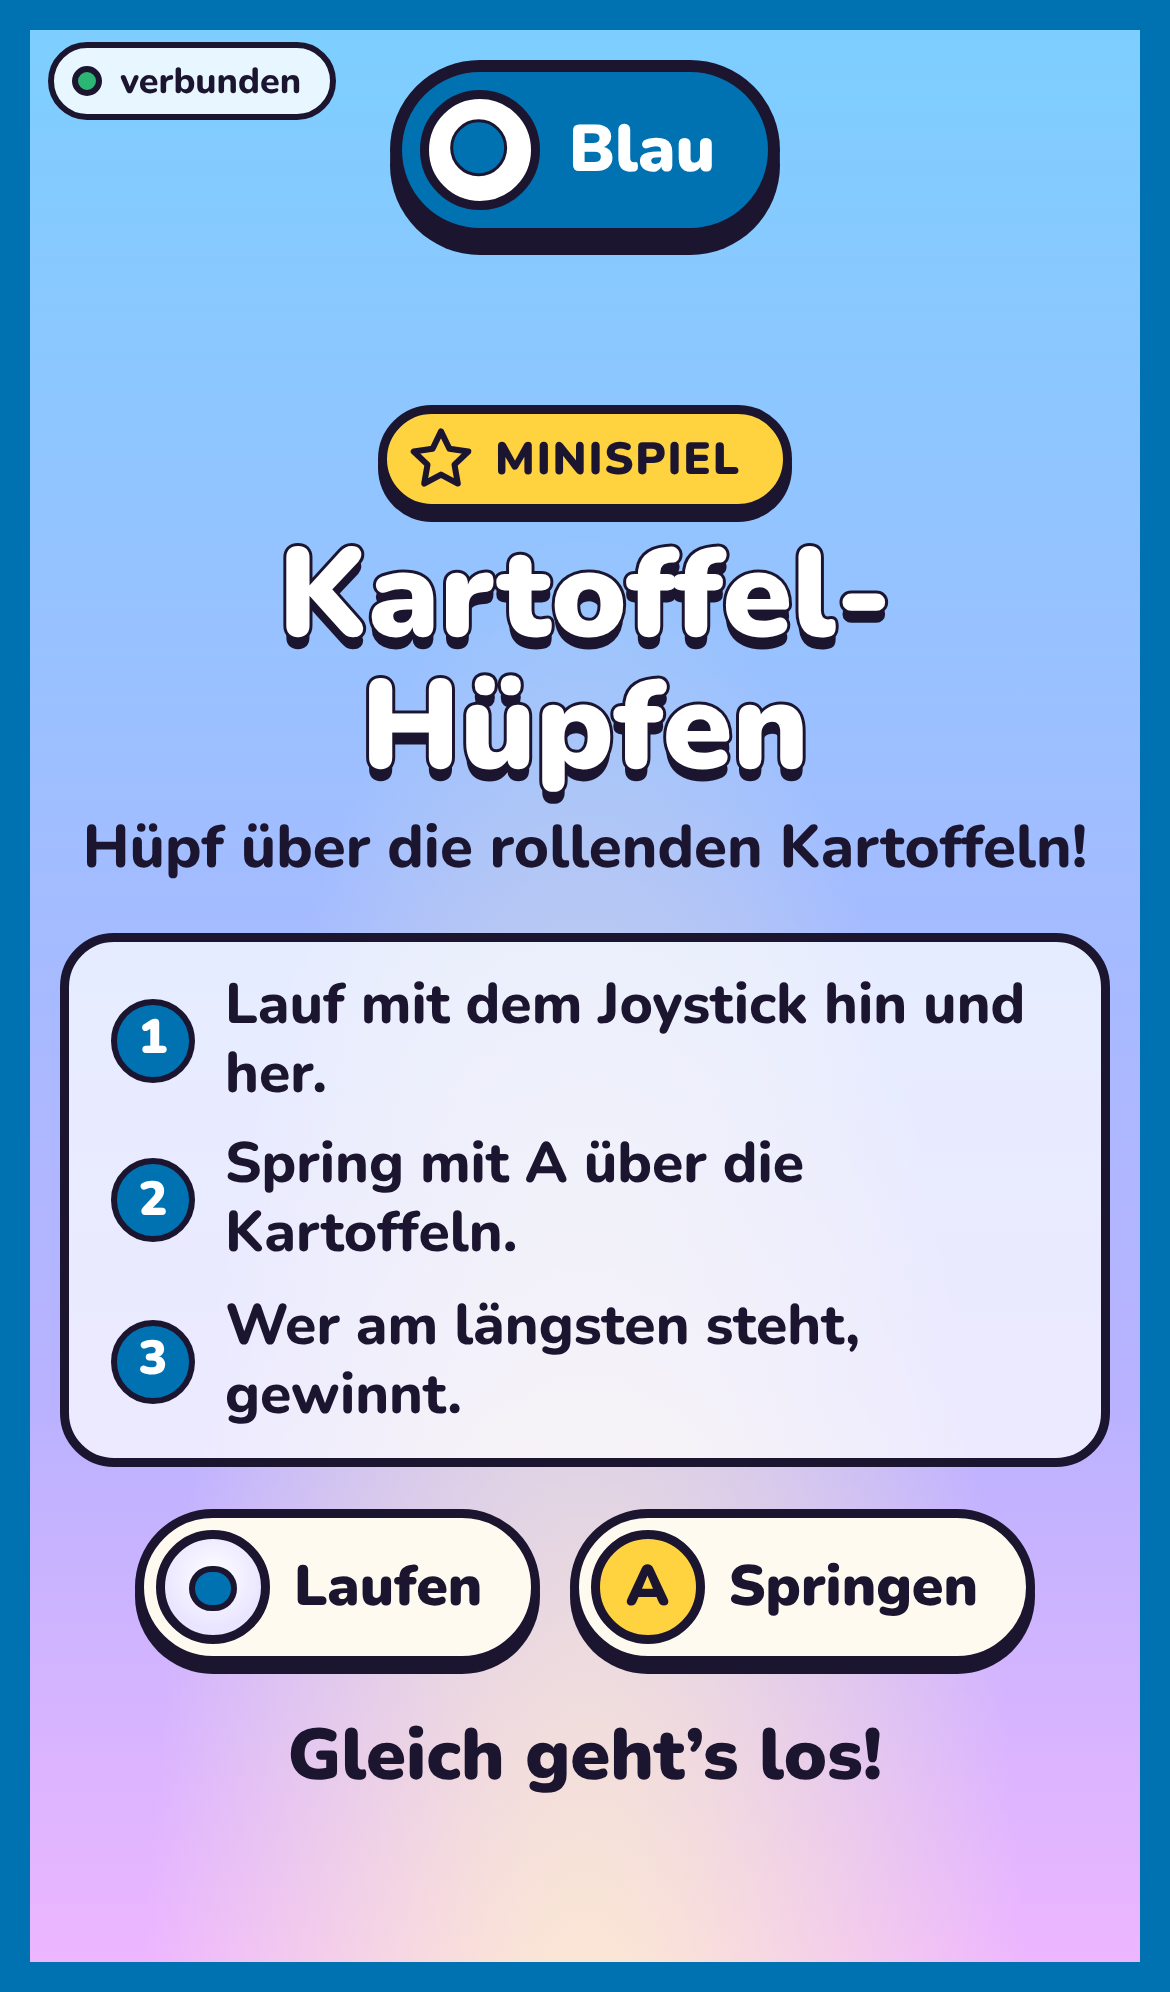 verbunden
Blau
MINISPIEL
Kartoffel-
Hüpfen
Hüpf über die rollenden Kartoffeln!
1 Lauf mit dem Joystick hin und
her.
2 Spring mit A über die
Kartoffeln.
3 Wer am längsten steht,
gewinnt.
Laufen
A Springen
Gleich geht’s los!